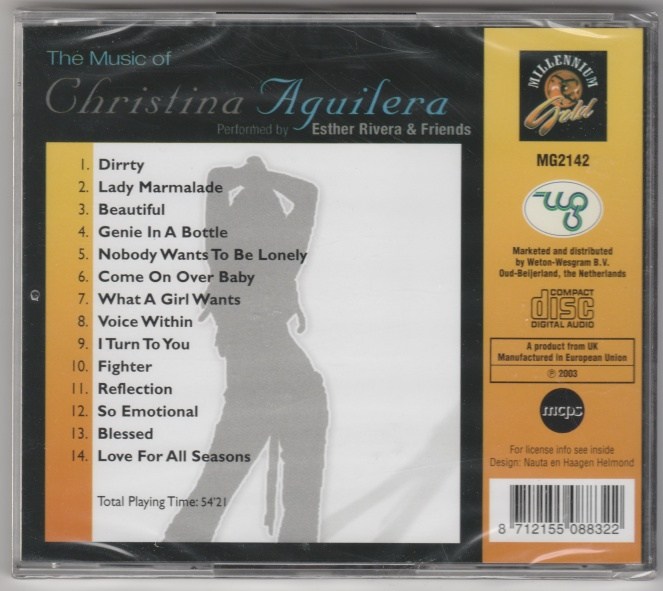 The Music of
Christina Aguilera
Performed by Esther Rivera & Friends
1. Dirrty
2. Lady Marmalade
3. Beautiful
4. Genie In A Bottle
5. Nobody Wants To Be Lonely
6. Come On Over Baby
7. What A Girl Wants
8. Voice Within
9. I Turn To You
10. Fighter
11. Reflection
12. So Emotional
13. Blessed
14. Love For All Seasons
Total Playing Time: 54'21
MILLENNIUM
Gold
MG2142
Marketed and distributed
by Weton-Wesgram B.V.
Oud-Beijerland, the Netherlands
COMPACT
disc
DIGITAL AUDIO
A product from UK
Manufactured in European Union
℗ 2003
mcps
For license info see inside
Design: Nauta en Haagen Helmond
8 712155 088322